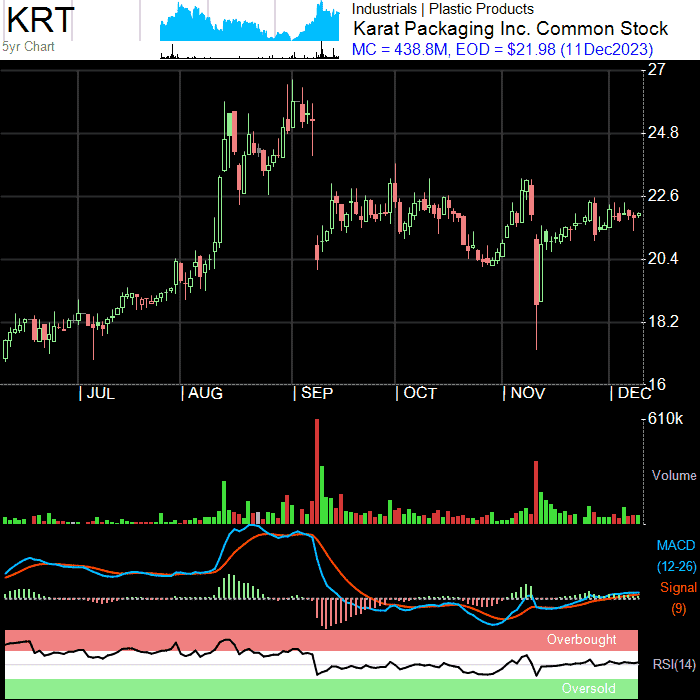 KRT
5yr Chart
Industrials | Plastic Products
Karat Packaging Inc. Common Stock
MC = 438.8M, EOD = $21.98 (11Dec2023)
27
24.8
22.6
20.4
18.2
16
| JUL | AUG | SEP | OCT | NOV | DEC
610k
Volume
MACD
(12-26)
Signal
(9)
Overbought
RSI(14)
Oversold